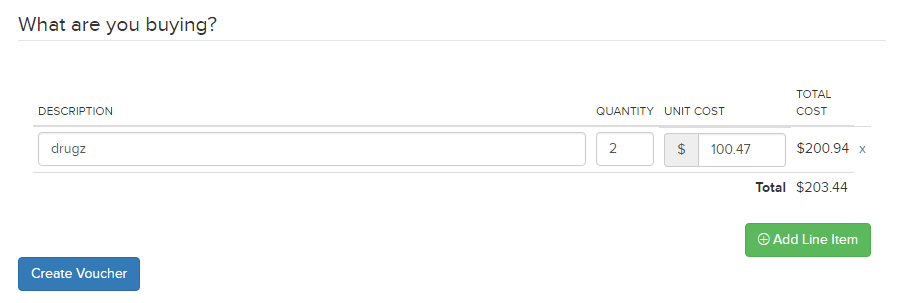 What are you buying?
DESCRIPTION QUANTITY UNIT COST TOTAL COST
drugz 2 $ 100.47 $200.94 x
Total $203.44
Add Line Item
Create Voucher